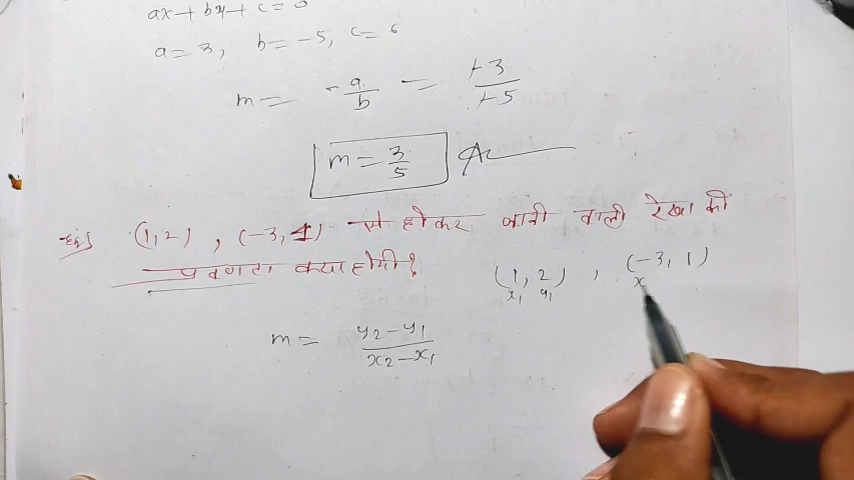 ax + by + c = 0
a = 3, b = -5, c = 6
m = -a/b = +3/+5
m = 3/5
(1,2) , (-3, 1) से होकर जाने वाली रेखा की
प्रवणता क्या होगी?
(1, 2) , (-3, 1)
x₁ y₁ x
m = y₂ - y₁ / x₂ - x₁